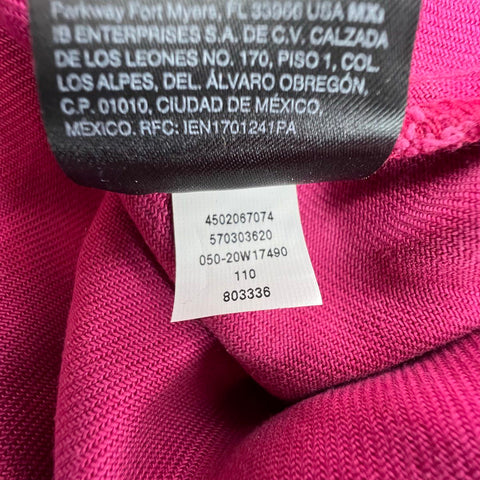 Parkway Fort Myers, FL 33966 USA MX:
IB ENTERPRISES S.A. DE C.V. CALZADA
DE LOS LEONES NO. 170, PISO 1, COL.
LOS ALPES, DEL. ÁLVARO OBREGÓN,
C.P. 01010, CIUDAD DE MÉXICO,
MÉXICO. RFC: IEN1701241PA
4502067074
570303620
050-20W17490
110
803336